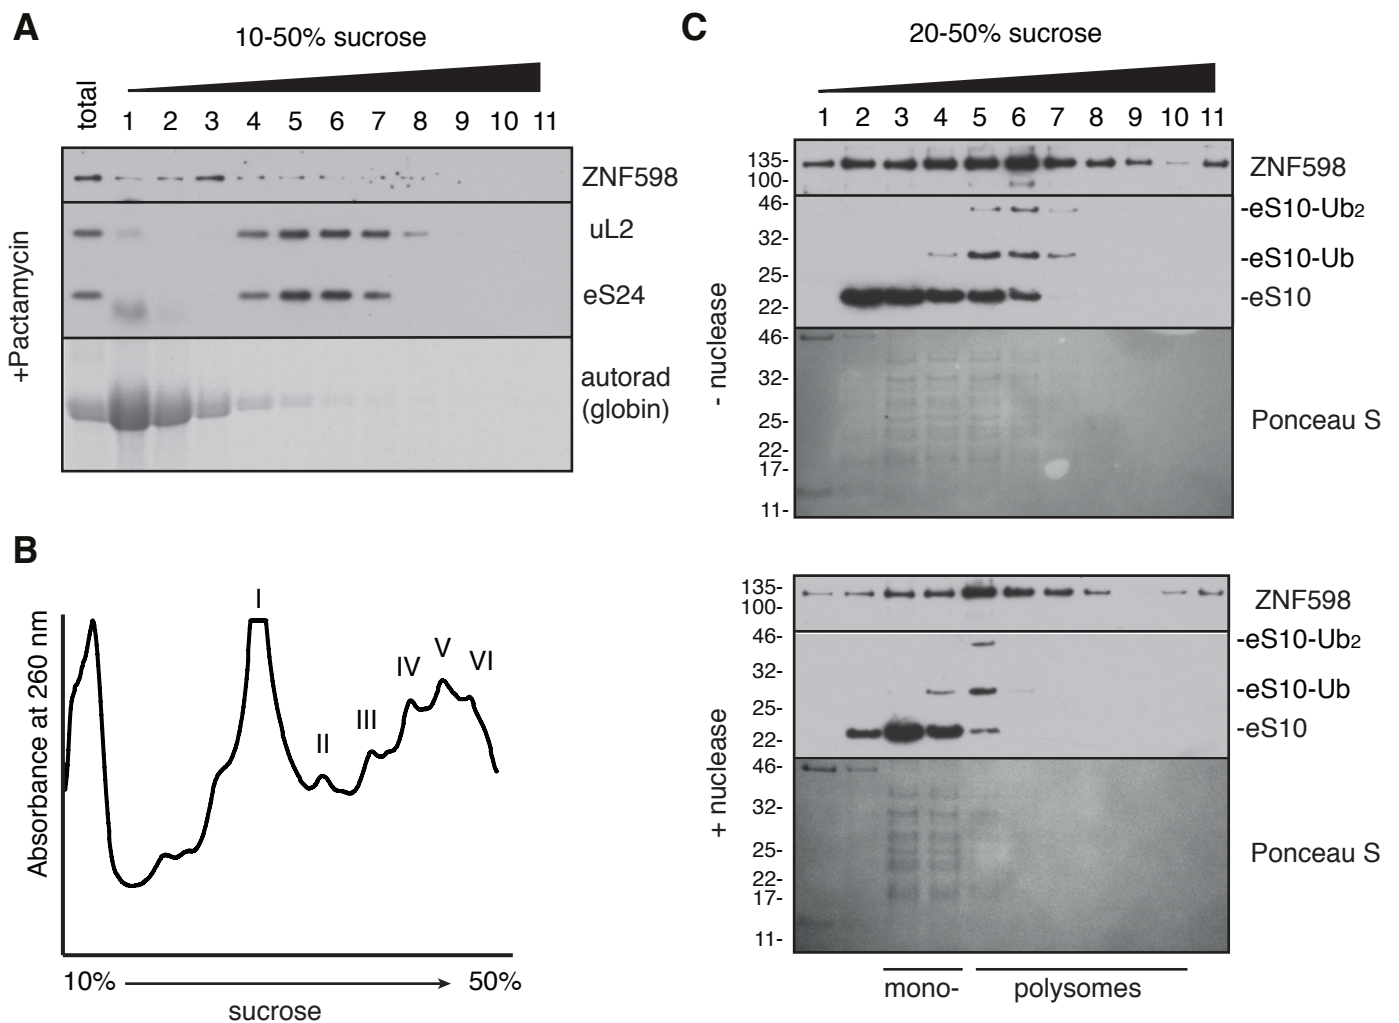 A
10-50% sucrose
total 1 2 3 4 5 6 7 8 9 10 11
+Pactamycin
ZNF598
uL2
eS24
autorad
(globin)
B
Absorbance at 260 nm
I
II
III
IV
V
VI
10%
50%
sucrose
C
20-50% sucrose
1 2 3 4 5 6 7 8 9 10 11
- nuclease
135-
100-
46-
32-
25-
22-
46-
32-
25-
22-
17-
11-
ZNF598
-eS10-Ub2
-eS10-Ub
-eS10
Ponceau S
+ nuclease
135-
100-
46-
32-
25-
22-
46-
32-
25-
22-
17-
11-
ZNF598
-eS10-Ub2
-eS10-Ub
-eS10
Ponceau S
mono-
polysomes